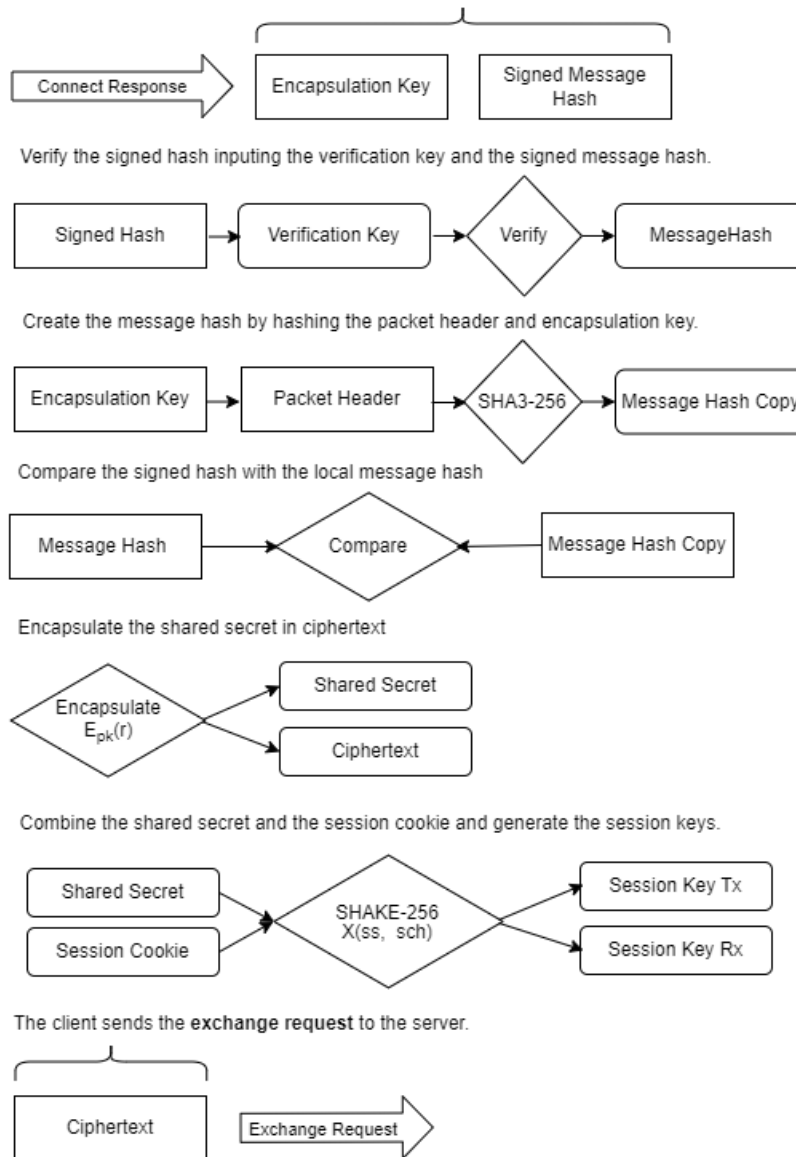 Connect Response
Encapsulation Key
Signed Message
Hash
Verify the signed hash inputing the verification key and the signed message hash.
Signed Hash
Verification Key
Verify
MessageHash
Create the message hash by hashing the packet header and encapsulation key.
Encapsulation Key
Packet Header
SHA3-256
Message Hash Copy
Compare the signed hash with the local message hash
Message Hash
Compare
Message Hash Copy
Encapsulate the shared secret in ciphertext
Encapsulate
Epk(r)
Shared Secret
Ciphertext
Combine the shared secret and the session cookie and generate the session keys.
Shared Secret
Session Cookie
SHAKE-256
X(ss, sch)
Session Key Tx
Session Key Rx
The client sends the exchange request to the server.
Ciphertext
Exchange Request